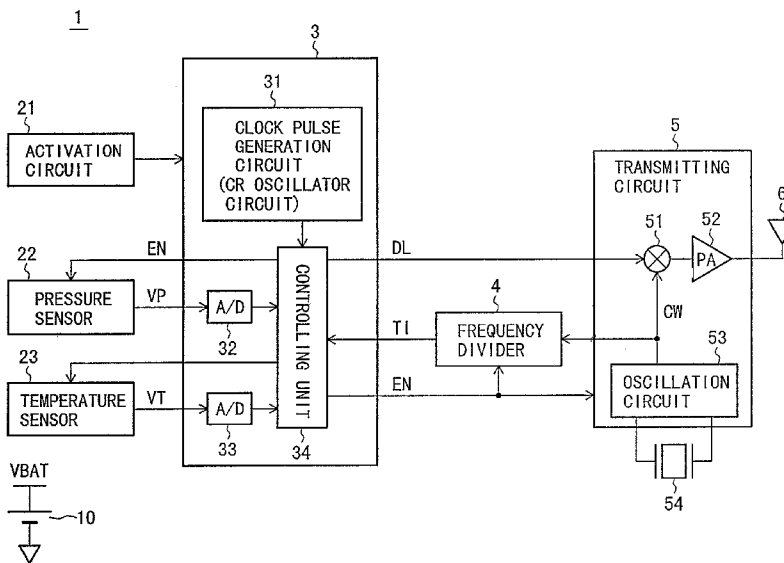 1
3
31
CLOCK PULSE
GENERATION
CIRCUIT
(CR OSCILLATOR
CIRCUIT)
21
ACTIVATION
CIRCUIT
5
TRANSMITTING
CIRCUIT
6
51
52
PA
EN
DL
22
PRESSURE
SENSOR
VP
A/D
32
CONTROLLING UNIT
34
TI
4
FREQUENCY
DIVIDER
CW
53
OSCILLATION
CIRCUIT
23
TEMPERATURE
SENSOR
VT
A/D
33
EN
54
VBAT
10